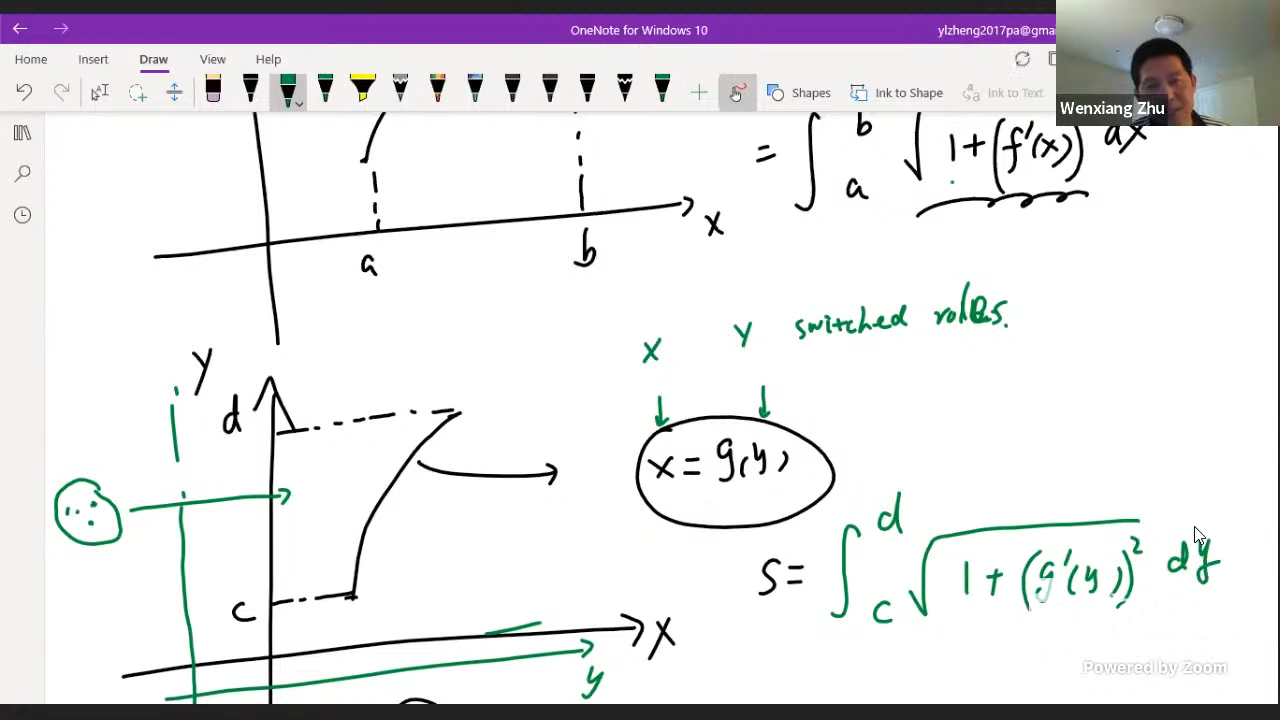 OneNote for Windows 10
ylzheng2017pa@gma
Home Insert Draw View Help
Shapes Ink to Shape Ink to Text
Wenxiang Zhu
= ∫ b a √ 1 + (f'(x)) dx
x
a b
x y switched roles.
y
d
x = g(y)
S = ∫ d c √ 1 + (g'(y))² dy
c
x
y
Powered by Zoom